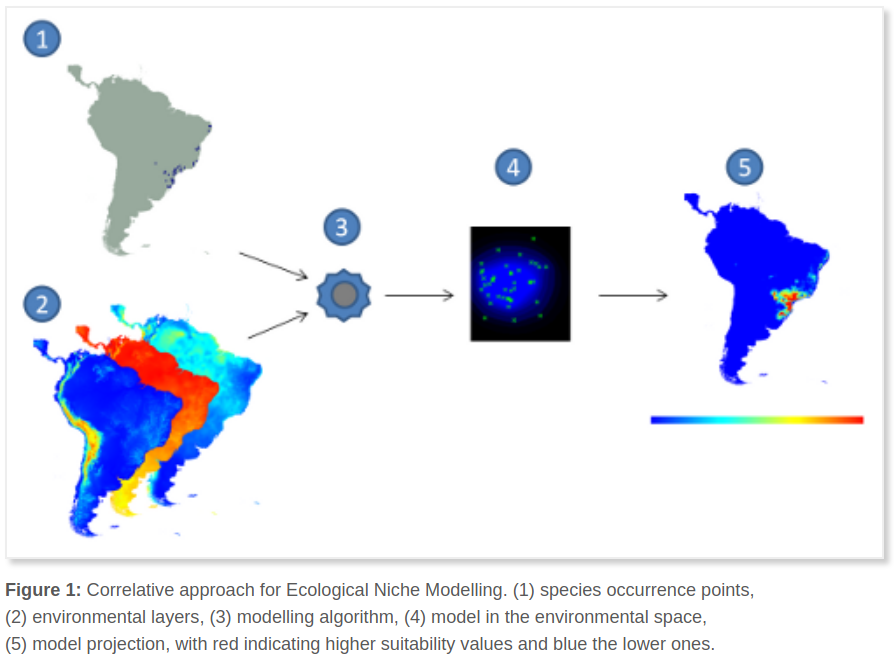 1
2
3
4
5
Figure 1: Correlative approach for Ecological Niche Modelling. (1) species occurrence points,
(2) environmental layers, (3) modelling algorithm, (4) model in the environmental space,
(5) model projection, with red indicating higher suitability values and blue the lower ones.